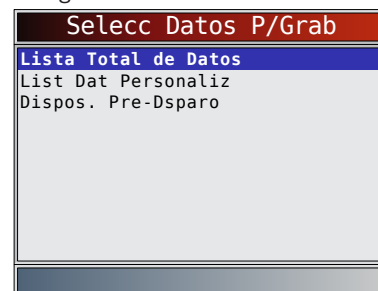 Selecc Datos P/Grab
Lista Total de Datos
List Dat Personaliz
Dispos. Pre-Dsparo